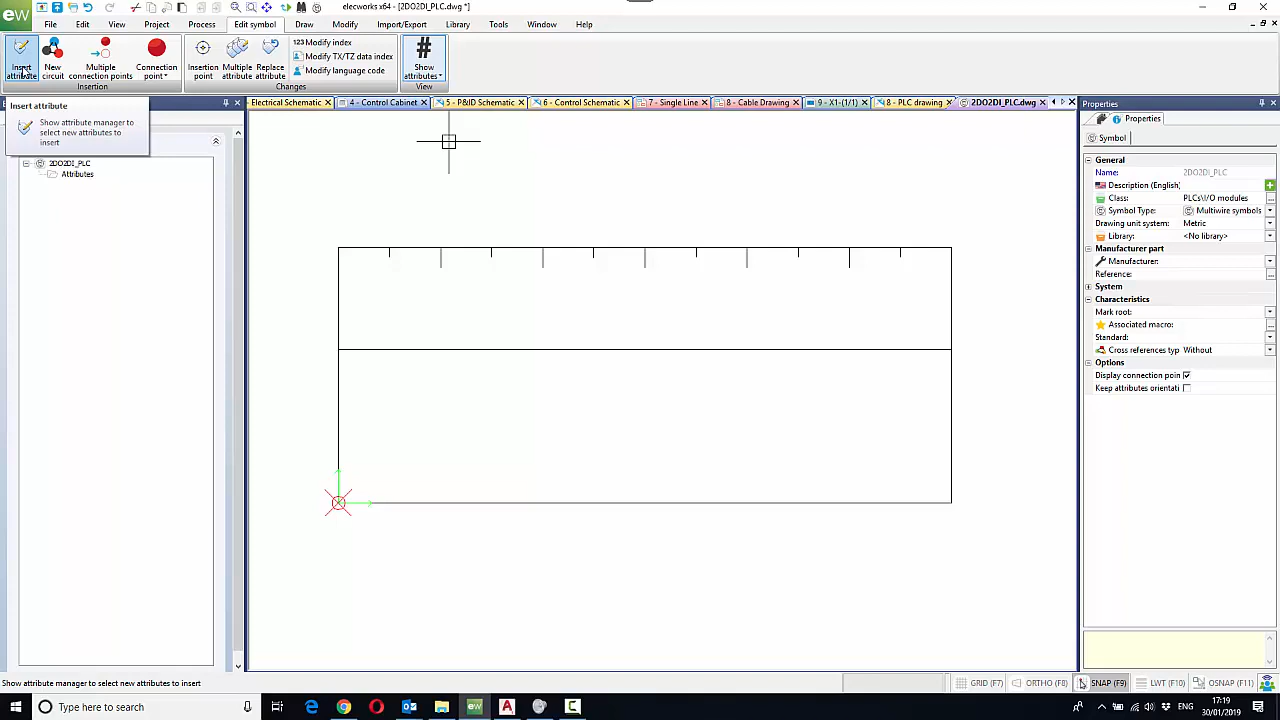 ew
elecworks x64 - [2DO2DI_PLC.dwg *]
File Edit View Project Process Edit symbol Draw Modify Import/Export Library Tools Window Help
Insert attribute
New circuit
Multiple connection points
Connection point
Insertion
Insertion point
Multiple attribute
Replace attribute
123 Modify index
Modify TX/TZ data index
Modify language code
Changes
Show attributes
View
Electrical Schematic
4 - Control Cabinet
5 - P&ID Schematic
6 - Control Schematic
7 - Single Line
8 - Cable Drawing
9 - X1-(1/1)
8 - PLC drawing
2DO2DI_PLC.dwg
Insert attribute
Show attribute manager to
select new attributes to
insert
2DO2DI_PLC
Attributes
Properties
Properties
Symbol
General
Name: 2DO2DI_PLC
Description (English)
Class: PLCs\I/O modules
Symbol Type: Multiwire symbols
Drawing unit system: Metric
Library: <No library>
Manufacturer part
Manufacturer:
Reference:
System
Characteristics
Mark root:
Associated macro:
Standard:
Cross references typ Without
Options
Display connection poin
Keep attributes orientati
Show attribute manager to select new attributes to insert
GRID (F7) ORTHO (F8) SNAP (F9) LWT (F10) OSNAP (F11)
Type here to search
ENG
17:19
30/01/2019